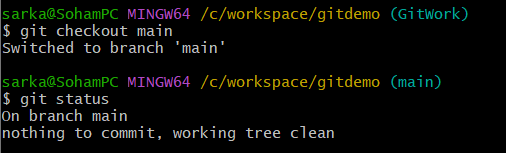 sarka@SohamPC MINGW64 /c/workspace/gitdemo (GitWork)
$ git checkout main
Switched to branch 'main'
sarka@SohamPC MINGW64 /c/workspace/gitdemo (main)
$ git status
On branch main
nothing to commit, working tree clean